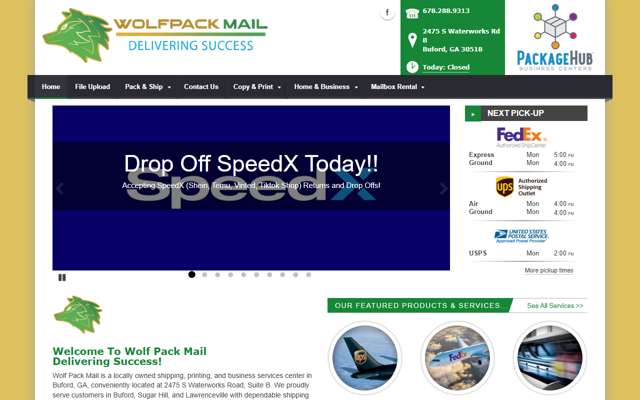 WOLFPACK MAIL
DELIVERING SUCCESS
f
678.288.9313
2475 S Waterworks Rd
B
Buford, GA 30518
Today: Closed
PACKAGEHUB
BUSINESS CENTERS
Home
File Upload
Pack & Ship
Contact Us
Copy & Print
Home & Business
Mailbox Rental
SpeedX
Drop Off SpeedX Today!!
Accepting SpeedX (Shein, Temu, Vinted, Tiktok Shop) Returns and Drop Offs!
NEXT PICK-UP
FedEx
Authorized ShipCenter
Express Mon 5:00 PM
Ground Mon 4:00 PM
ups Authorized
Shipping
Outlet
Air Mon 4:00 PM
Ground Mon 4:00 PM
UNITED STATES
POSTAL SERVICE
Approved Postal Provider
USPS Mon 2:00 PM
More pickup times
OUR FEATURED PRODUCTS & SERVICES...
See All Services >>
ups
FedEx
Welcome To Wolf Pack Mail
Delivering Success!
Wolf Pack Mail is a locally owned shipping, printing, and business services center in
Buford, GA, conveniently located at 2475 S Waterworks Road, Suite B. We proudly
serve customers in Buford, Sugar Hill, and Lawrenceville with dependable shipping